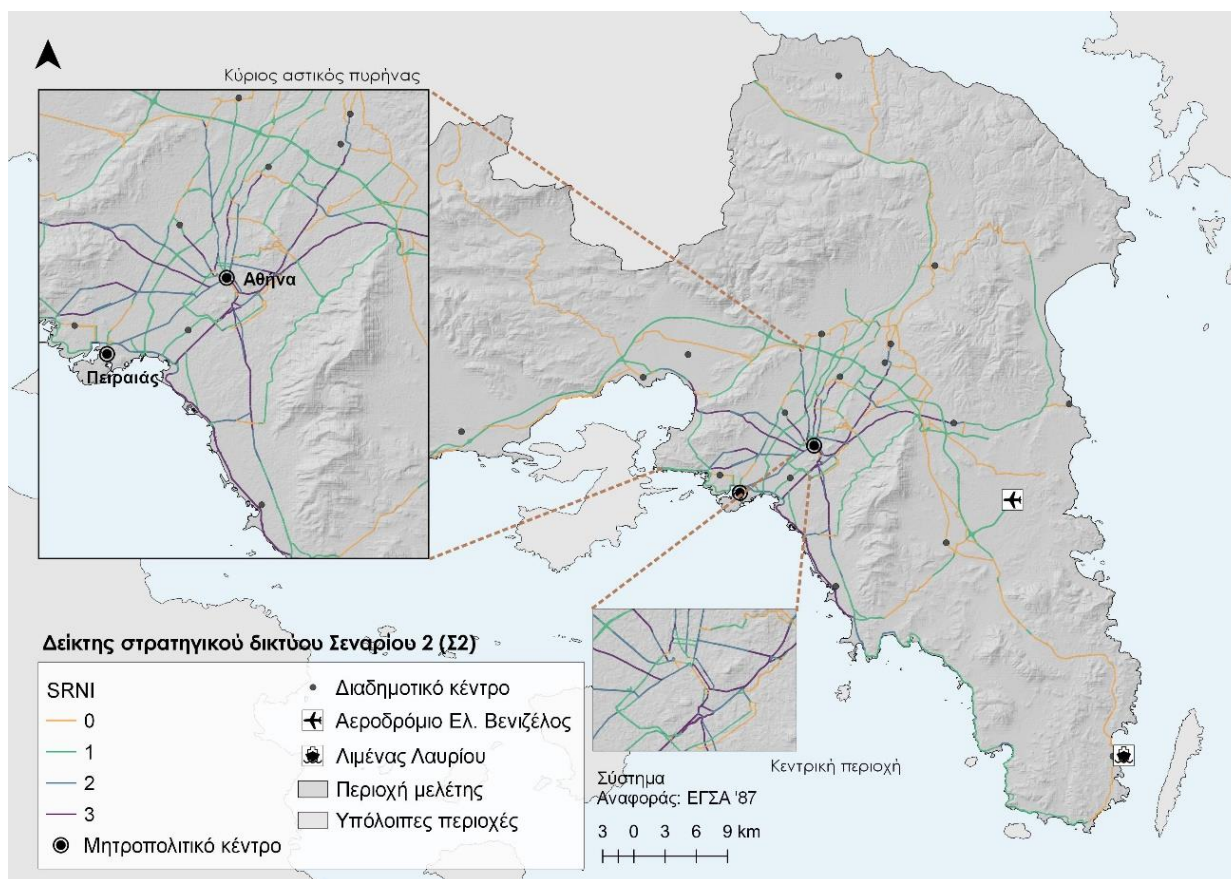 Κύριος αστικός πυρήνας
Αθήνα
Πειραιάς
Δείκτης στρατηγικού δικτύου Σεναρίου 2 (Σ2)
SRNI
0
1
2
3
Μητροπολιτικό κέντρο
Διαδημοτικό κέντρο
Αεροδρόμιο Ελ. Βενιζέλος
Λιμένας Λαυρίου
Περιοχή μελέτης
Υπόλοιπες περιοχές
Κεντρική περιοχή
Σύστημα
Αναφοράς: ΕΓΣΑ '87
3 0 3 6 9 km